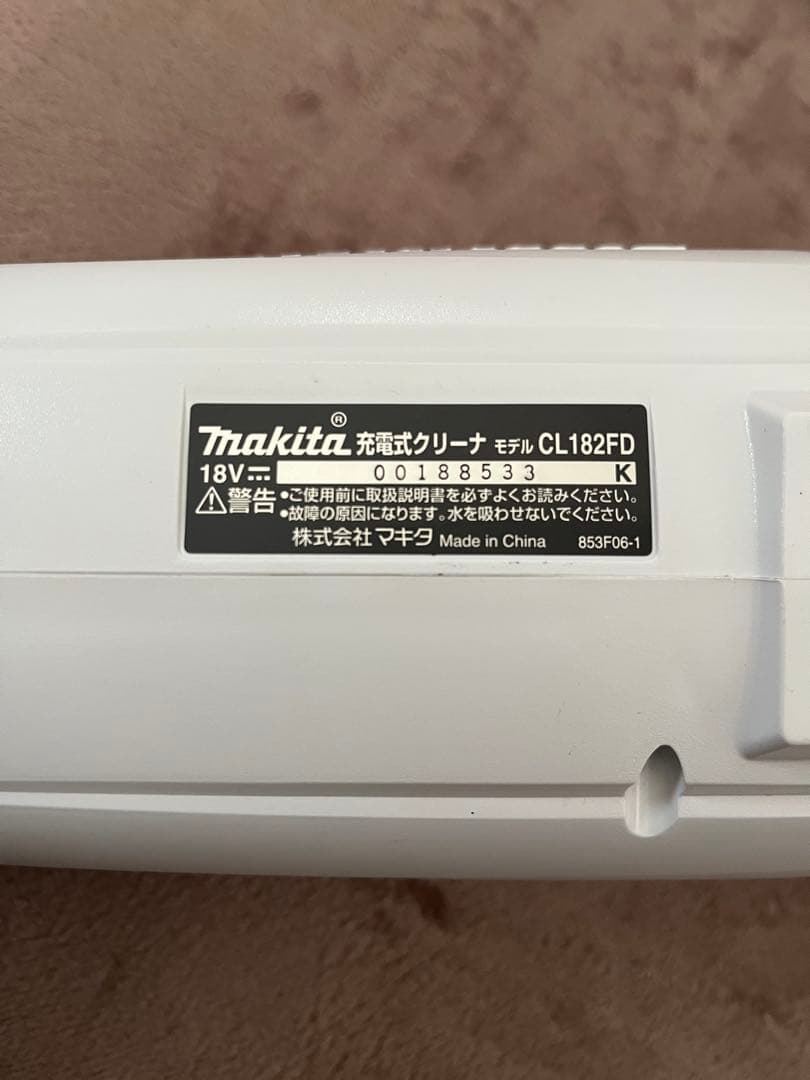 makita® 充電式クリーナ モデル CL182FD
18V⎓ 00188533 K
⚠警告 •ご使用前に取扱説明書を必ずよくお読みください。
•故障の原因になります。水を吸わせないでください。
株式会社 マキタ Made in China 853F06-1